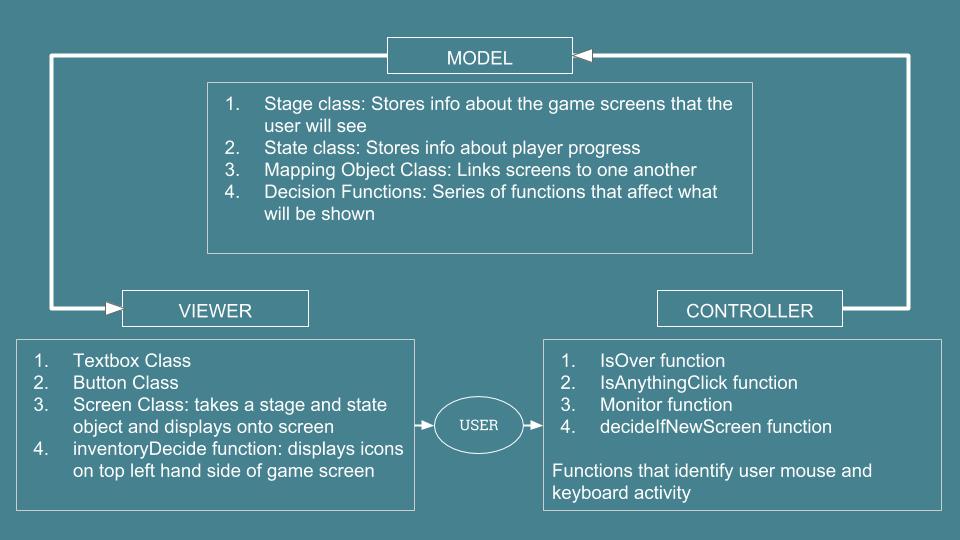 MODEL
1. Stage class: Stores info about the game screens that the
user will see
2. State class: Stores info about player progress
3. Mapping Object Class: Links screens to one another
4. Decision Functions: Series of functions that affect what
will be shown
VIEWER
1. Textbox Class
2. Button Class
3. Screen Class: takes a stage and state
object and displays onto screen
4. inventoryDecide function: displays icons
on top left hand side of game screen
USER
CONTROLLER
1. IsOver function
2. IsAnythingClick function
3. Monitor function
4. decideIfNewScreen function
Functions that identify user mouse and
keyboard activity